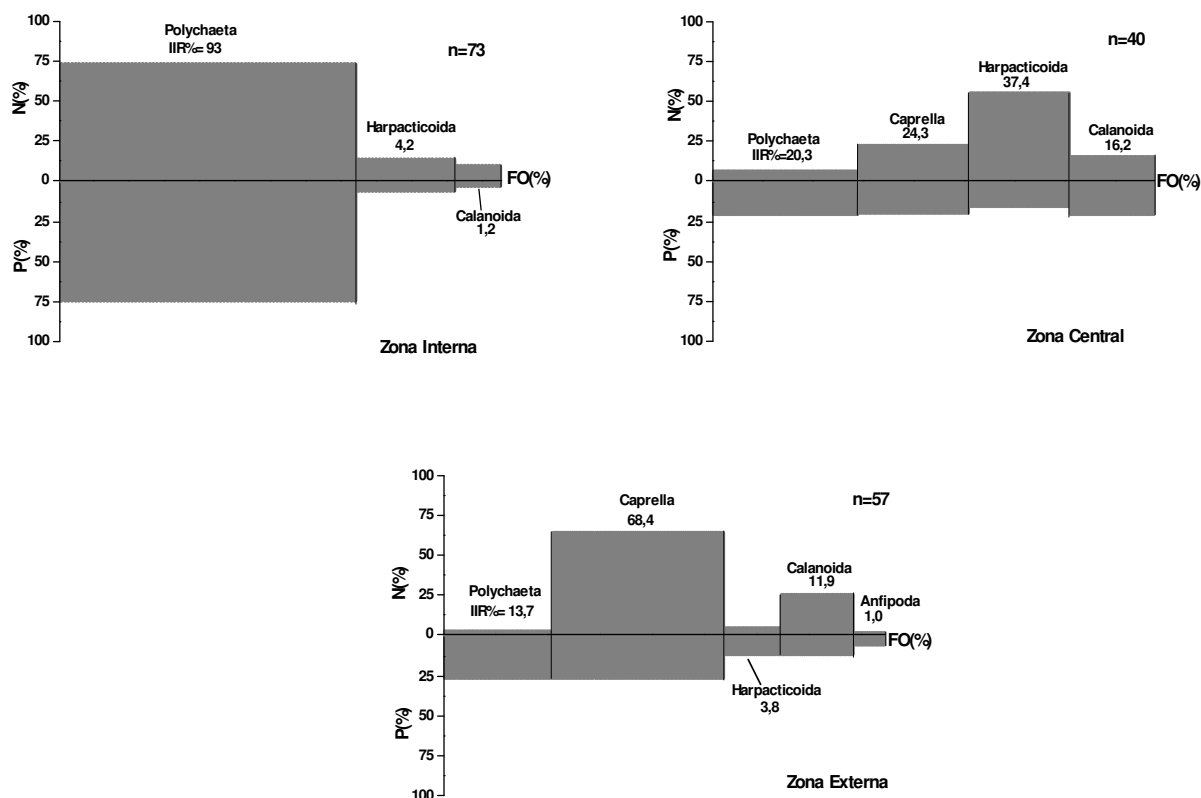 100
75
50
25
0
25
50
75
100
N(%)
P(%)
Polychaeta
IIR%= 93
n=73
Harpacticoida
4,2
FO(%)
Calanoida
1,2
Zona Interna
100
75
50
25
0
25
50
75
100
N(%)
P(%)
n=40
Harpacticoida
37,4
Caprella
24,3
Polychaeta
IIR%=20,3
Calanoida
16,2
FO(%)
Zona Central
100
75
50
25
0
25
50
75
100
N(%)
P(%)
Caprella
68,4
n=57
Calanoida
11,9
Polychaeta
IIR%= 13,7
Anfipoda
1,0
FO(%)
Harpacticoida
3,8
Zona Externa